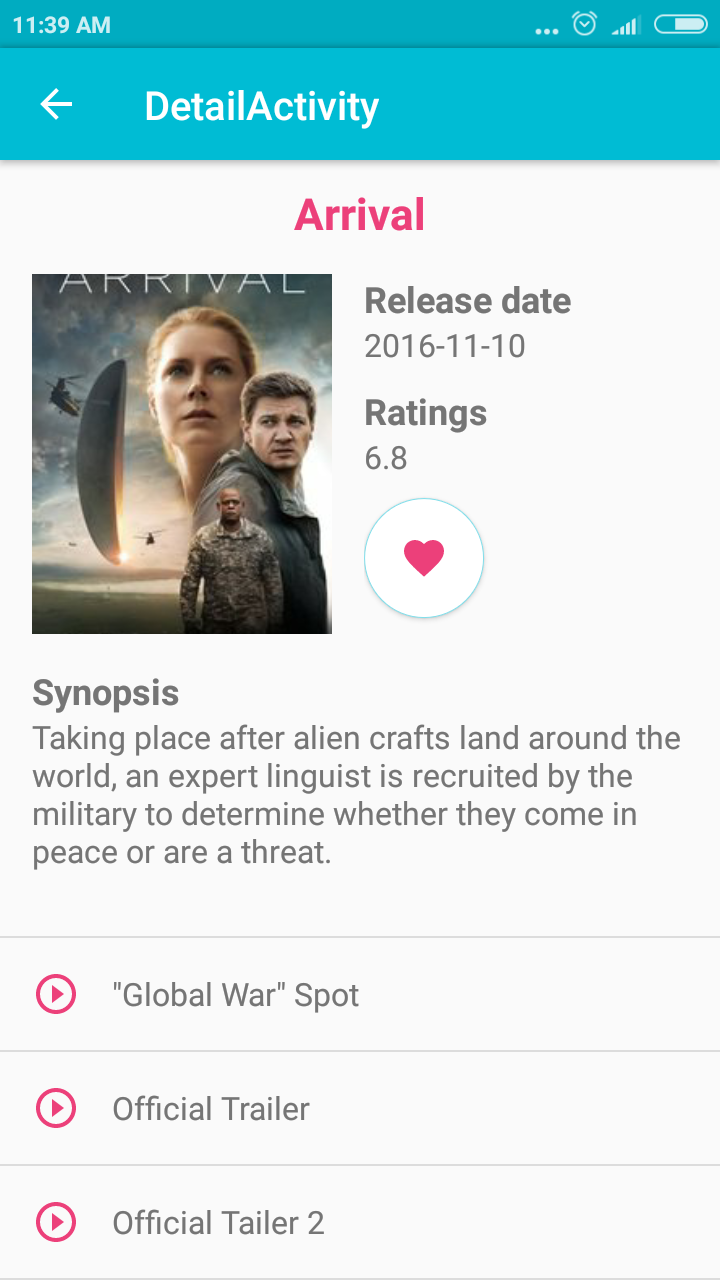 11:39 AM
DetailActivity
Arrival
ARRIVAL
Release date
2016-11-10
Ratings
6.8
Synopsis
Taking place after alien crafts land around the
world, an expert linguist is recruited by the
military to determine whether they come in
peace or are a threat.
"Global War" Spot
Official Trailer
Official Tailer 2